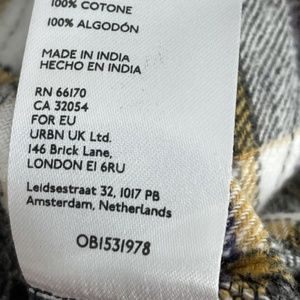 100% COTONE
100% ALGODÓN
MADE IN INDIA
HECHO EN INDIA
RN 66170
CA 32054
FOR EU
URBN UK Ltd.
146 Brick Lane,
LONDON E1 6RU
Leidsestraat 32, 1017 PB
Amsterdam, Netherlands
OB1531978